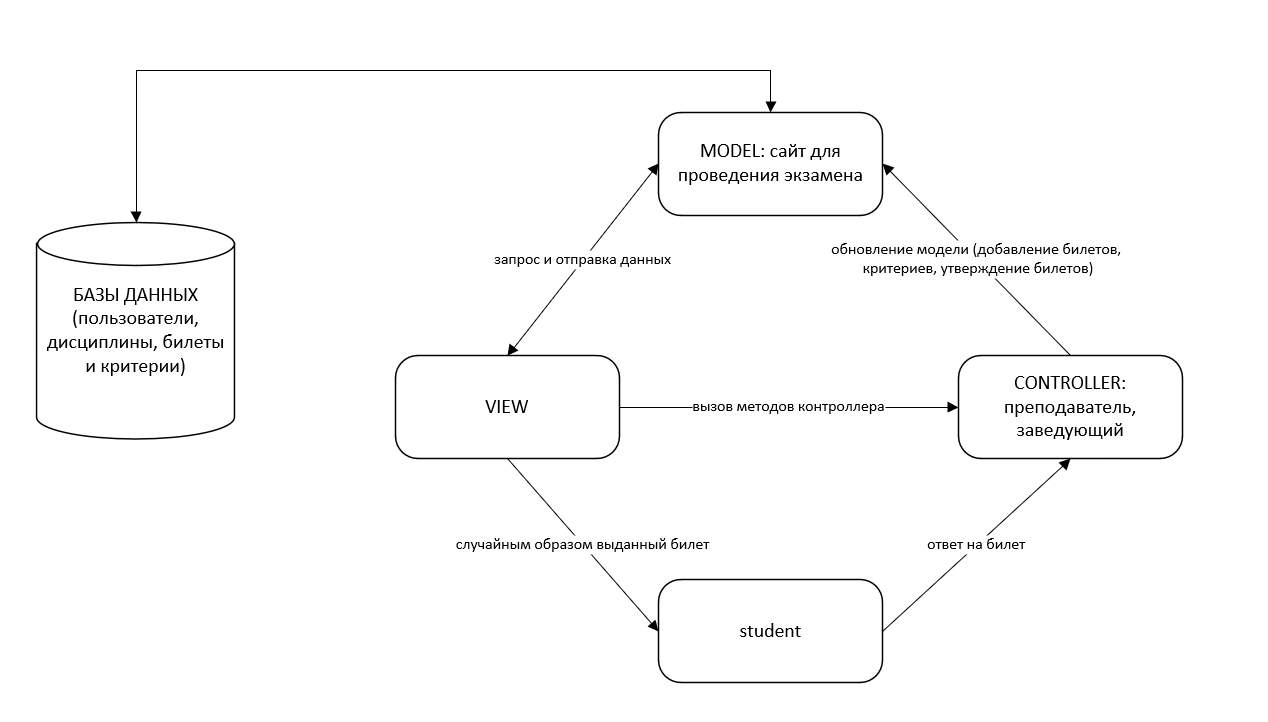 MODEL: сайт для
проведения экзамена
обновление модели (добавление билетов,
критериев, утверждение билетов)
запрос и отправка данных
БАЗЫ ДАННЫХ
(пользователи,
дисциплины, билеты
и критерии)
VIEW
вызов методов контроллера
CONTROLLER:
преподаватель,
заведующий
случайным образом выданный билет
ответ на билет
student